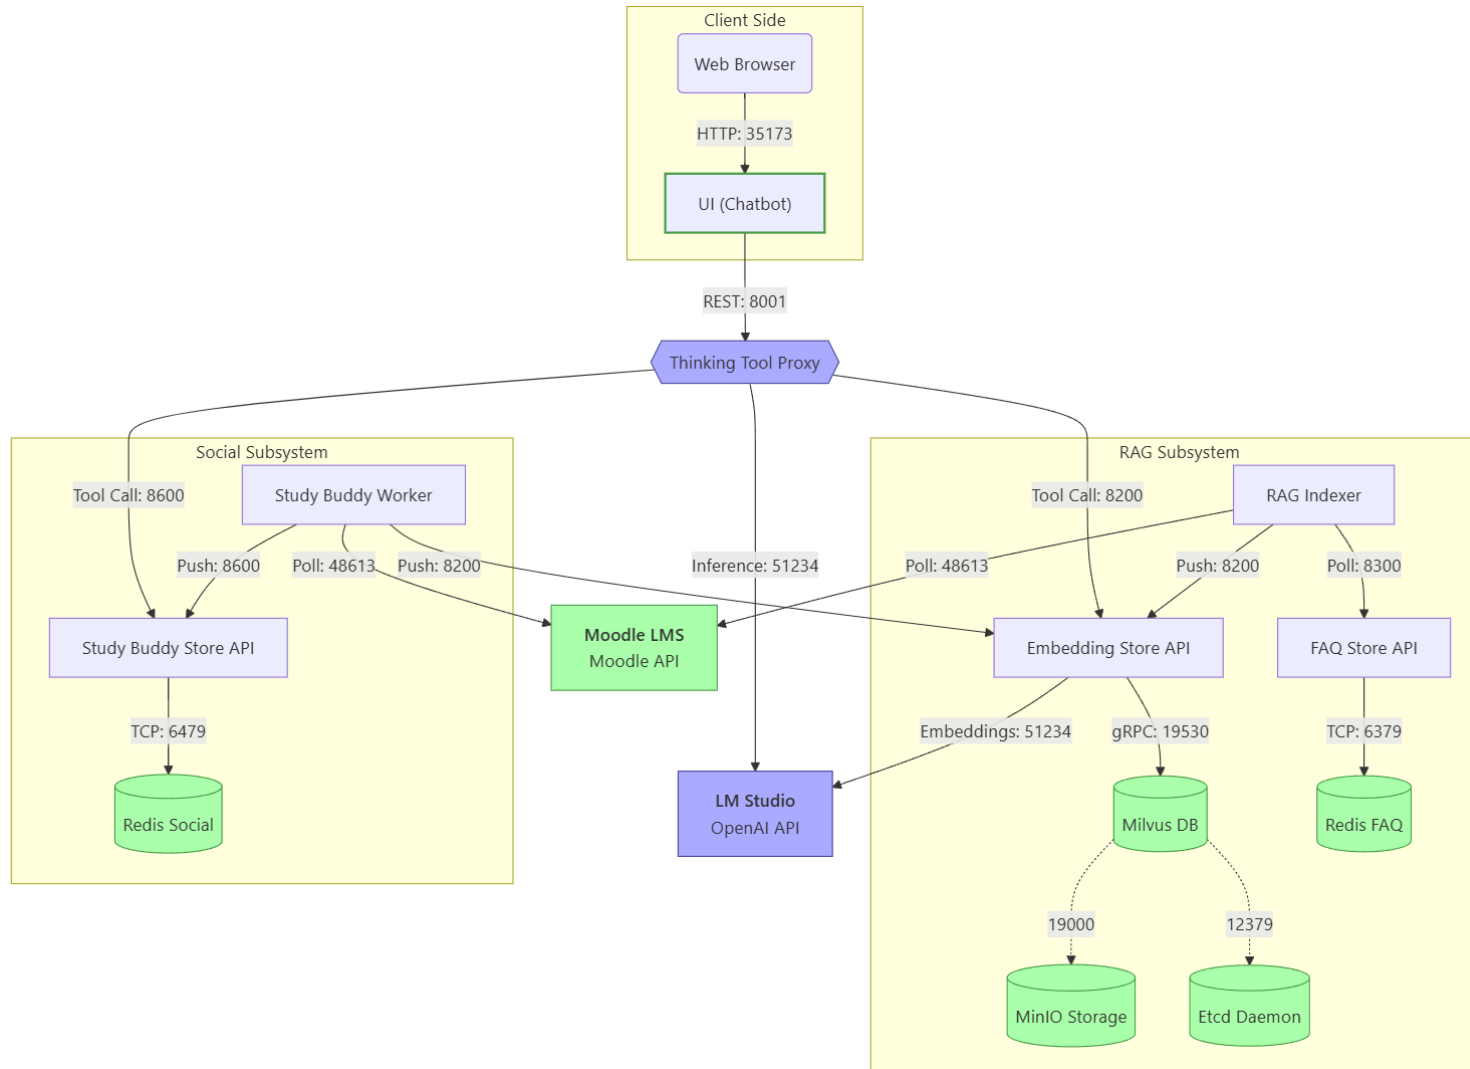 Client Side
Web Browser
HTTP: 35173
UI (Chatbot)
REST: 8001
Thinking Tool Proxy
Social Subsystem
RAG Subsystem
Tool Call: 8600
Study Buddy Worker
Tool Call: 8200
RAG Indexer
Push: 8600
Poll: 48613
Push: 8200
Inference: 51234
Poll: 48613
Push: 8200
Poll: 8300
Study Buddy Store API
Moodle LMS
Moodle API
Embedding Store API
FAQ Store API
TCP: 6479
Embeddings: 51234
gRPC: 19530
TCP: 6379
Redis Social
LM Studio
OpenAI API
Milvus DB
Redis FAQ
19000
12379
MinIO Storage
Etcd Daemon